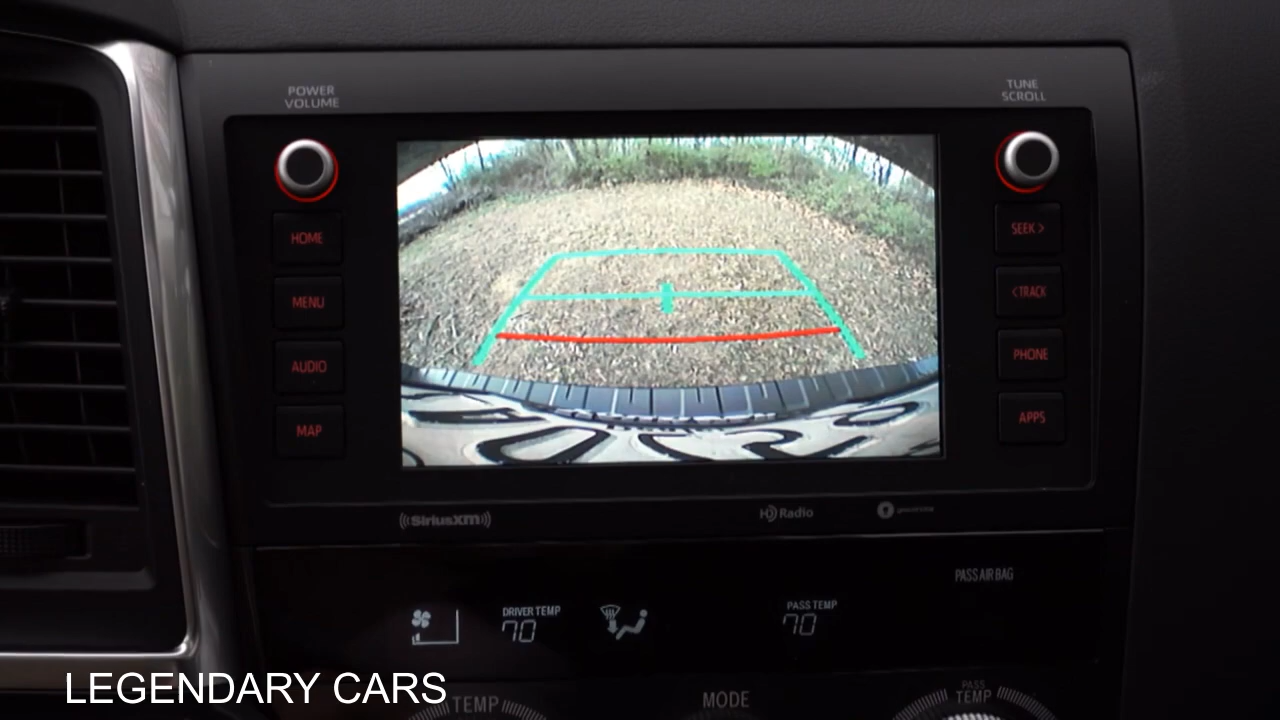 POWER
VOLUME
TUNE
SCROLL
HOME
MENU
AUDIO
MAP
SEEK >
< TRACK
PHONE
APPS
SiriusXM
HD Radio
PASS AIR BAG
DRIVER TEMP
70
PASS TEMP
70
LEGENDARY CARS
TEMP
MODE
PASS
TEMP